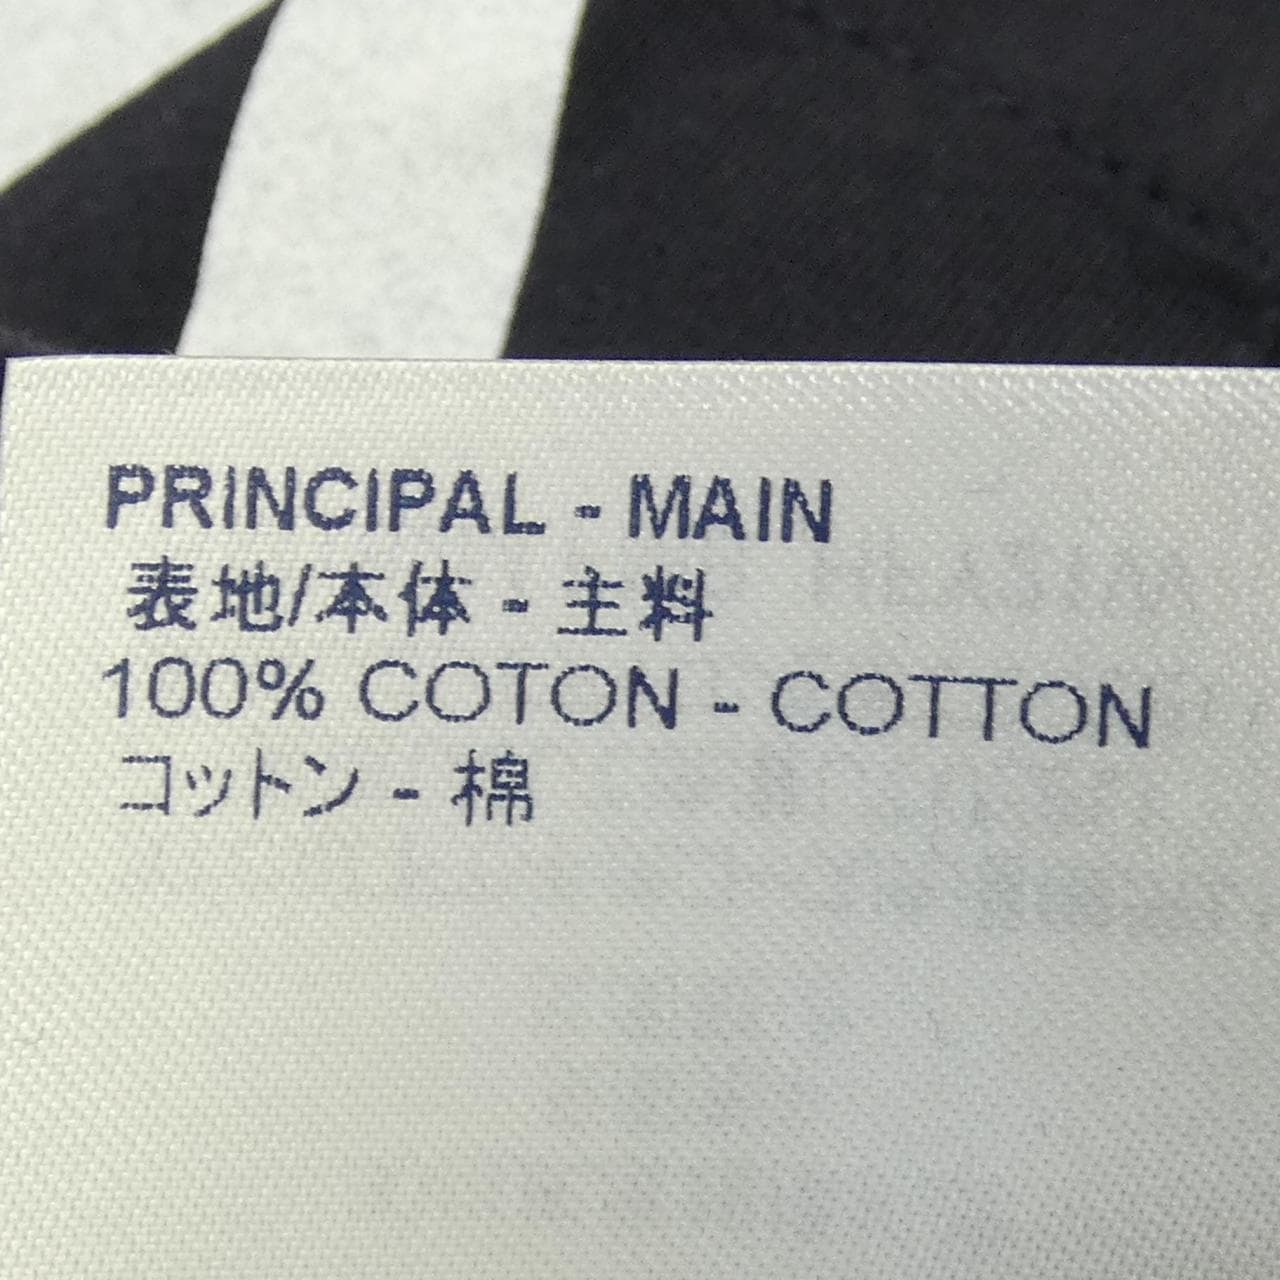 PRINCIPAL - MAIN
表地/本体 - 主料
100% COTON - COTTON
コットン - 棉